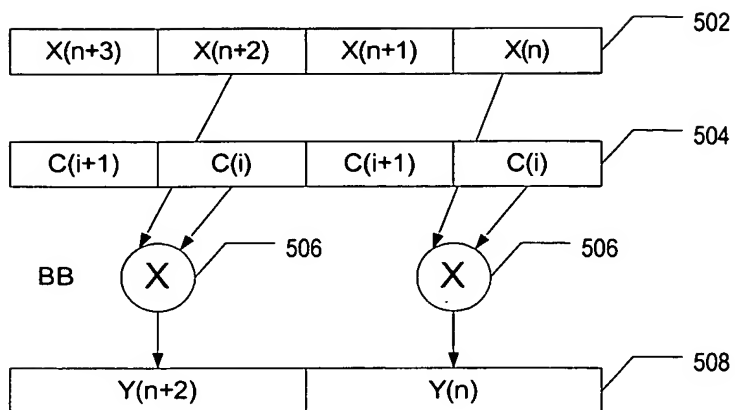 502
X(n+3) X(n+2) X(n+1) X(n)
504
C(i+1) C(i) C(i+1) C(i)
506 506
BB X X
508
Y(n+2) Y(n)